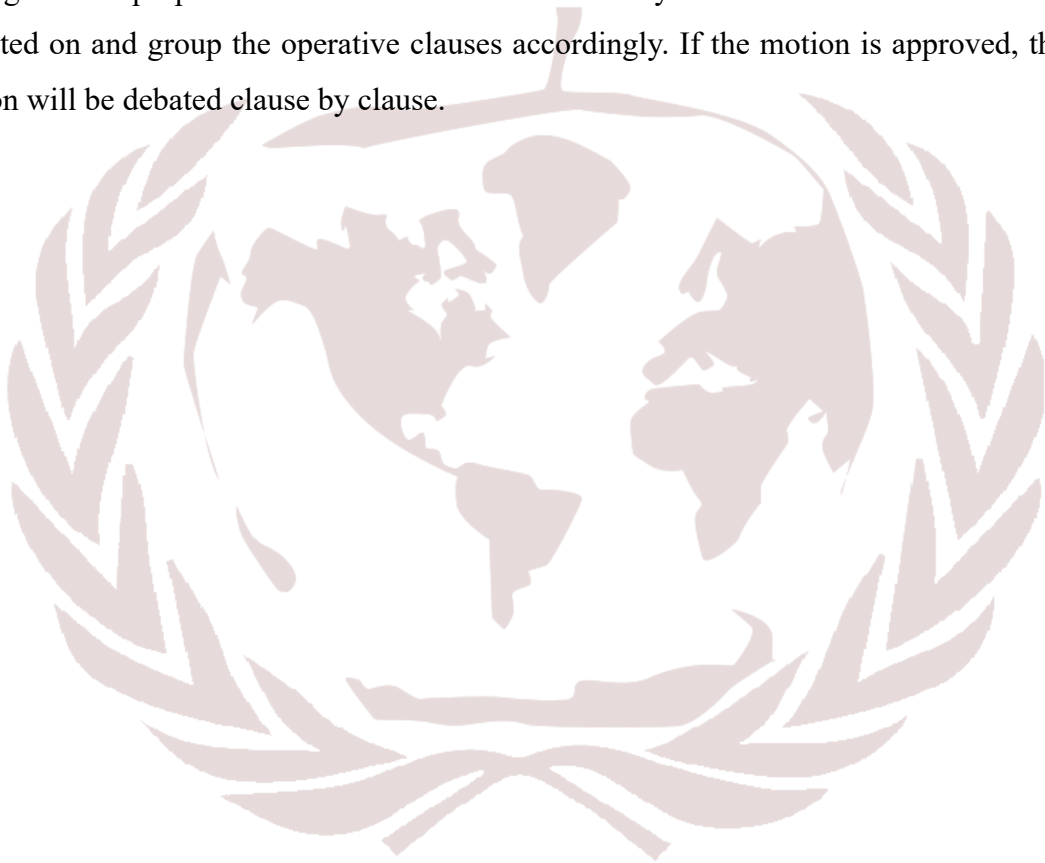 ted on and group the operative clauses accordingly. If the motion is approved, th
on will be debated clause by clause.